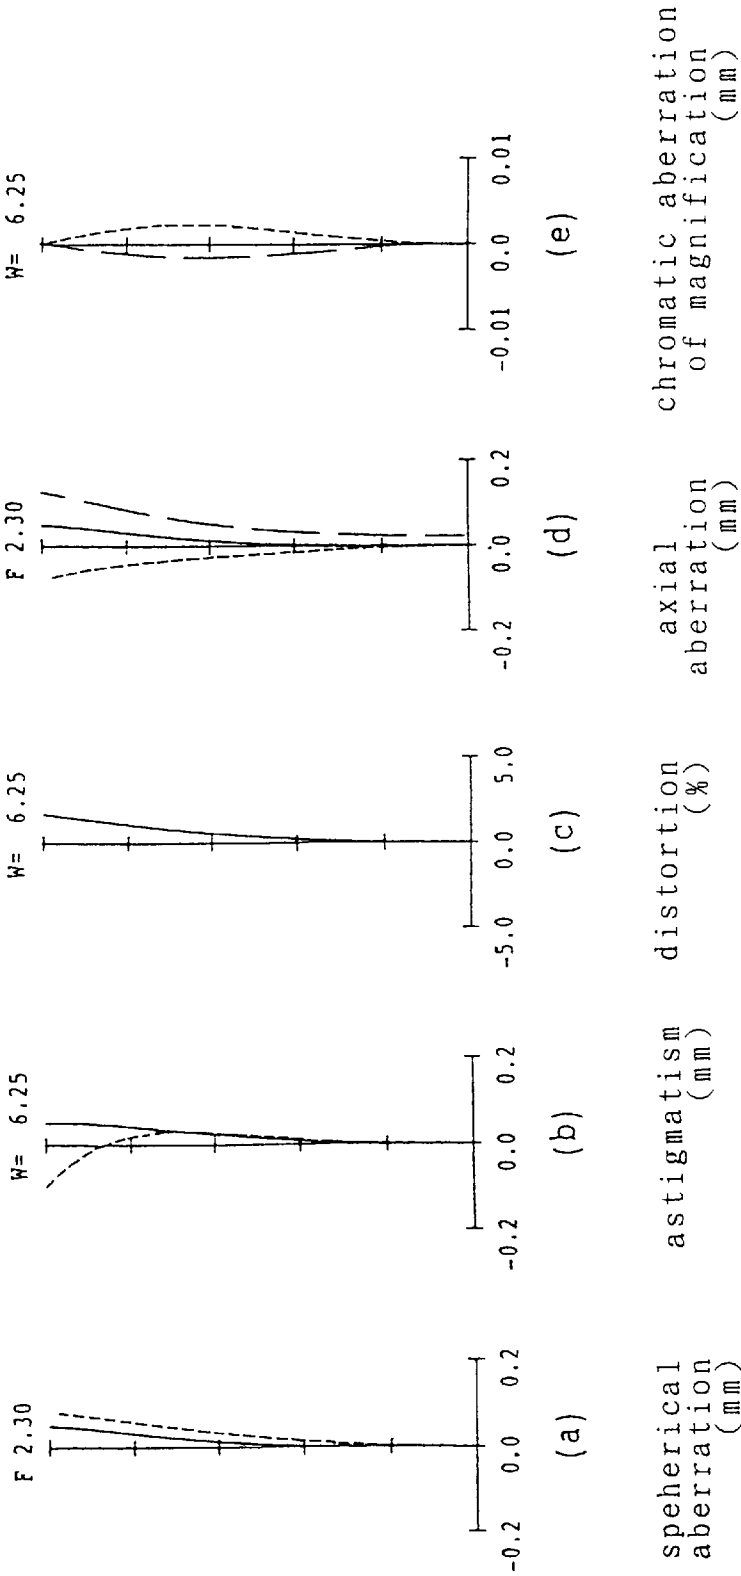 F 2.30
-0.2 0.0 0.2
(a)
speherical
aberration
(mm)
W= 6.25
-0.2 0.0 0.2
(b)
astigmatism
(mm)
W= 6.25
-5.0 0.0 5.0
(c)
distortion
(%)
F 2.30
-0.2 0.0 0.2
(d)
axial
aberration
(mm)
W= 6.25
-0.01 0.0 0.01
(e)
chromatic aberration
of magnification
(mm)